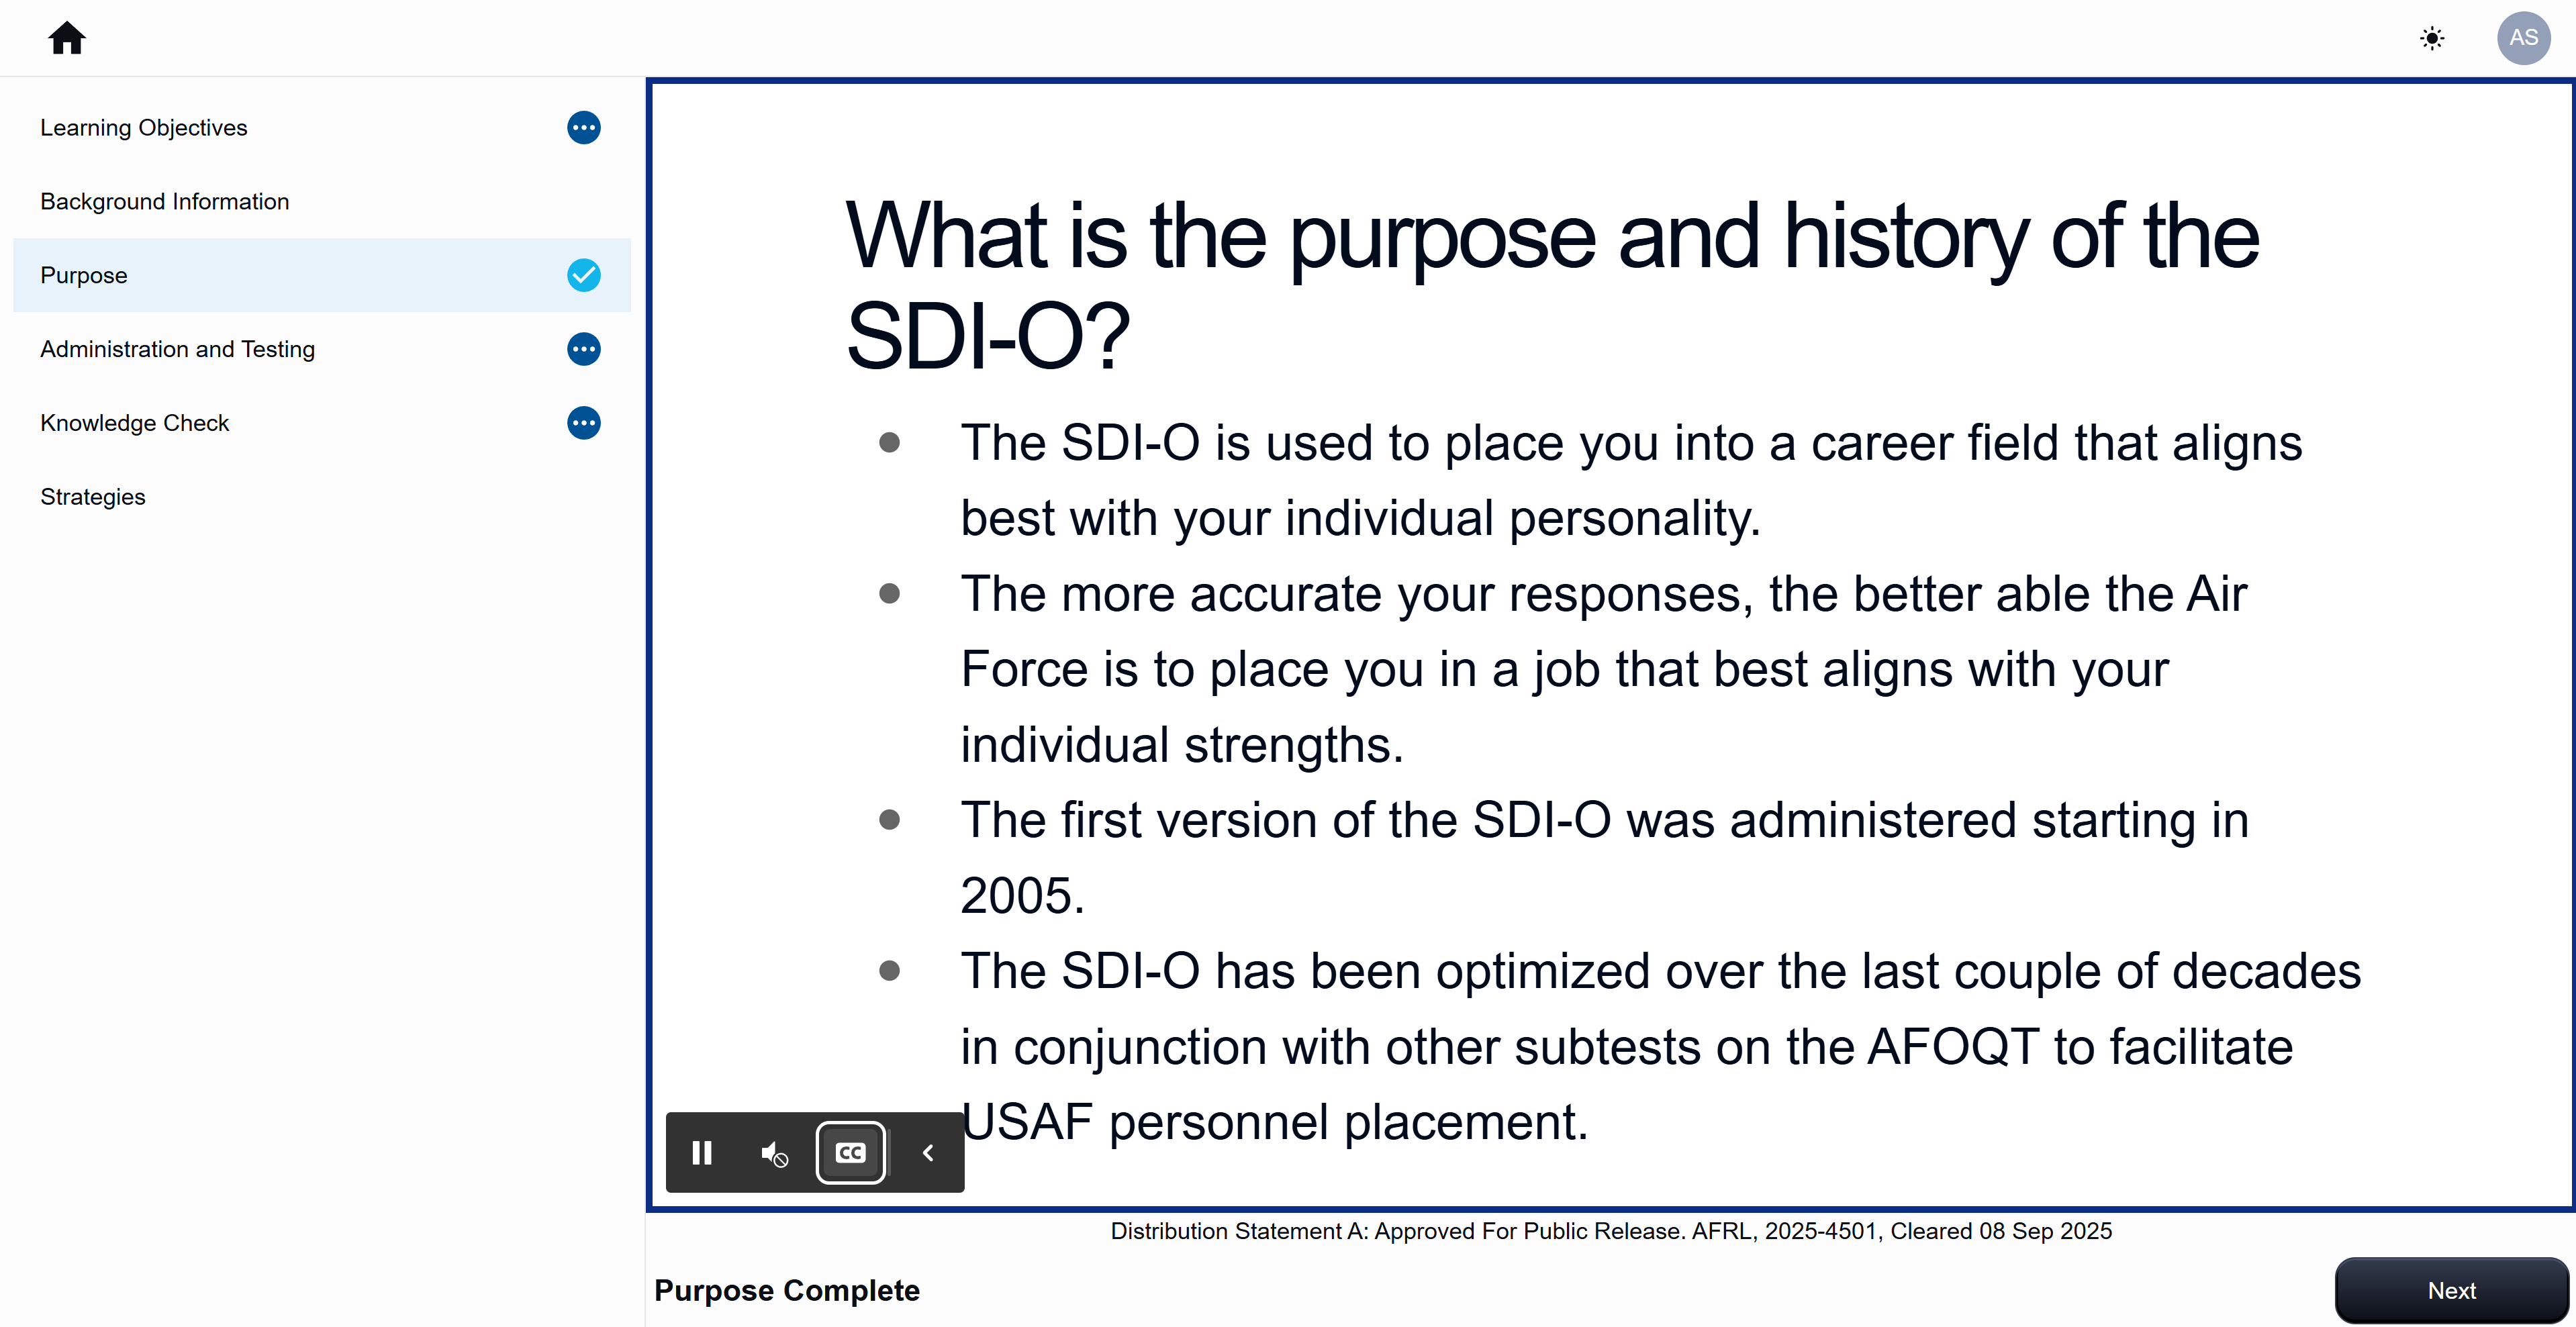 AS
Learning Objectives
Background Information
Purpose
Administration and Testing
Knowledge Check
Strategies
What is the purpose and history of the
SDI-O?
The SDI-O is used to place you into a career field that aligns
best with your individual personality.
The more accurate your responses, the better able the Air
Force is to place you in a job that best aligns with your
individual strengths.
The first version of the SDI-O was administered starting in
2005.
The SDI-O has been optimized over the last couple of decades
in conjunction with other subtests on the AFOQT to facilitate
USAF personnel placement.
CC
Distribution Statement A: Approved For Public Release. AFRL, 2025-4501, Cleared 08 Sep 2025
Purpose Complete
Next